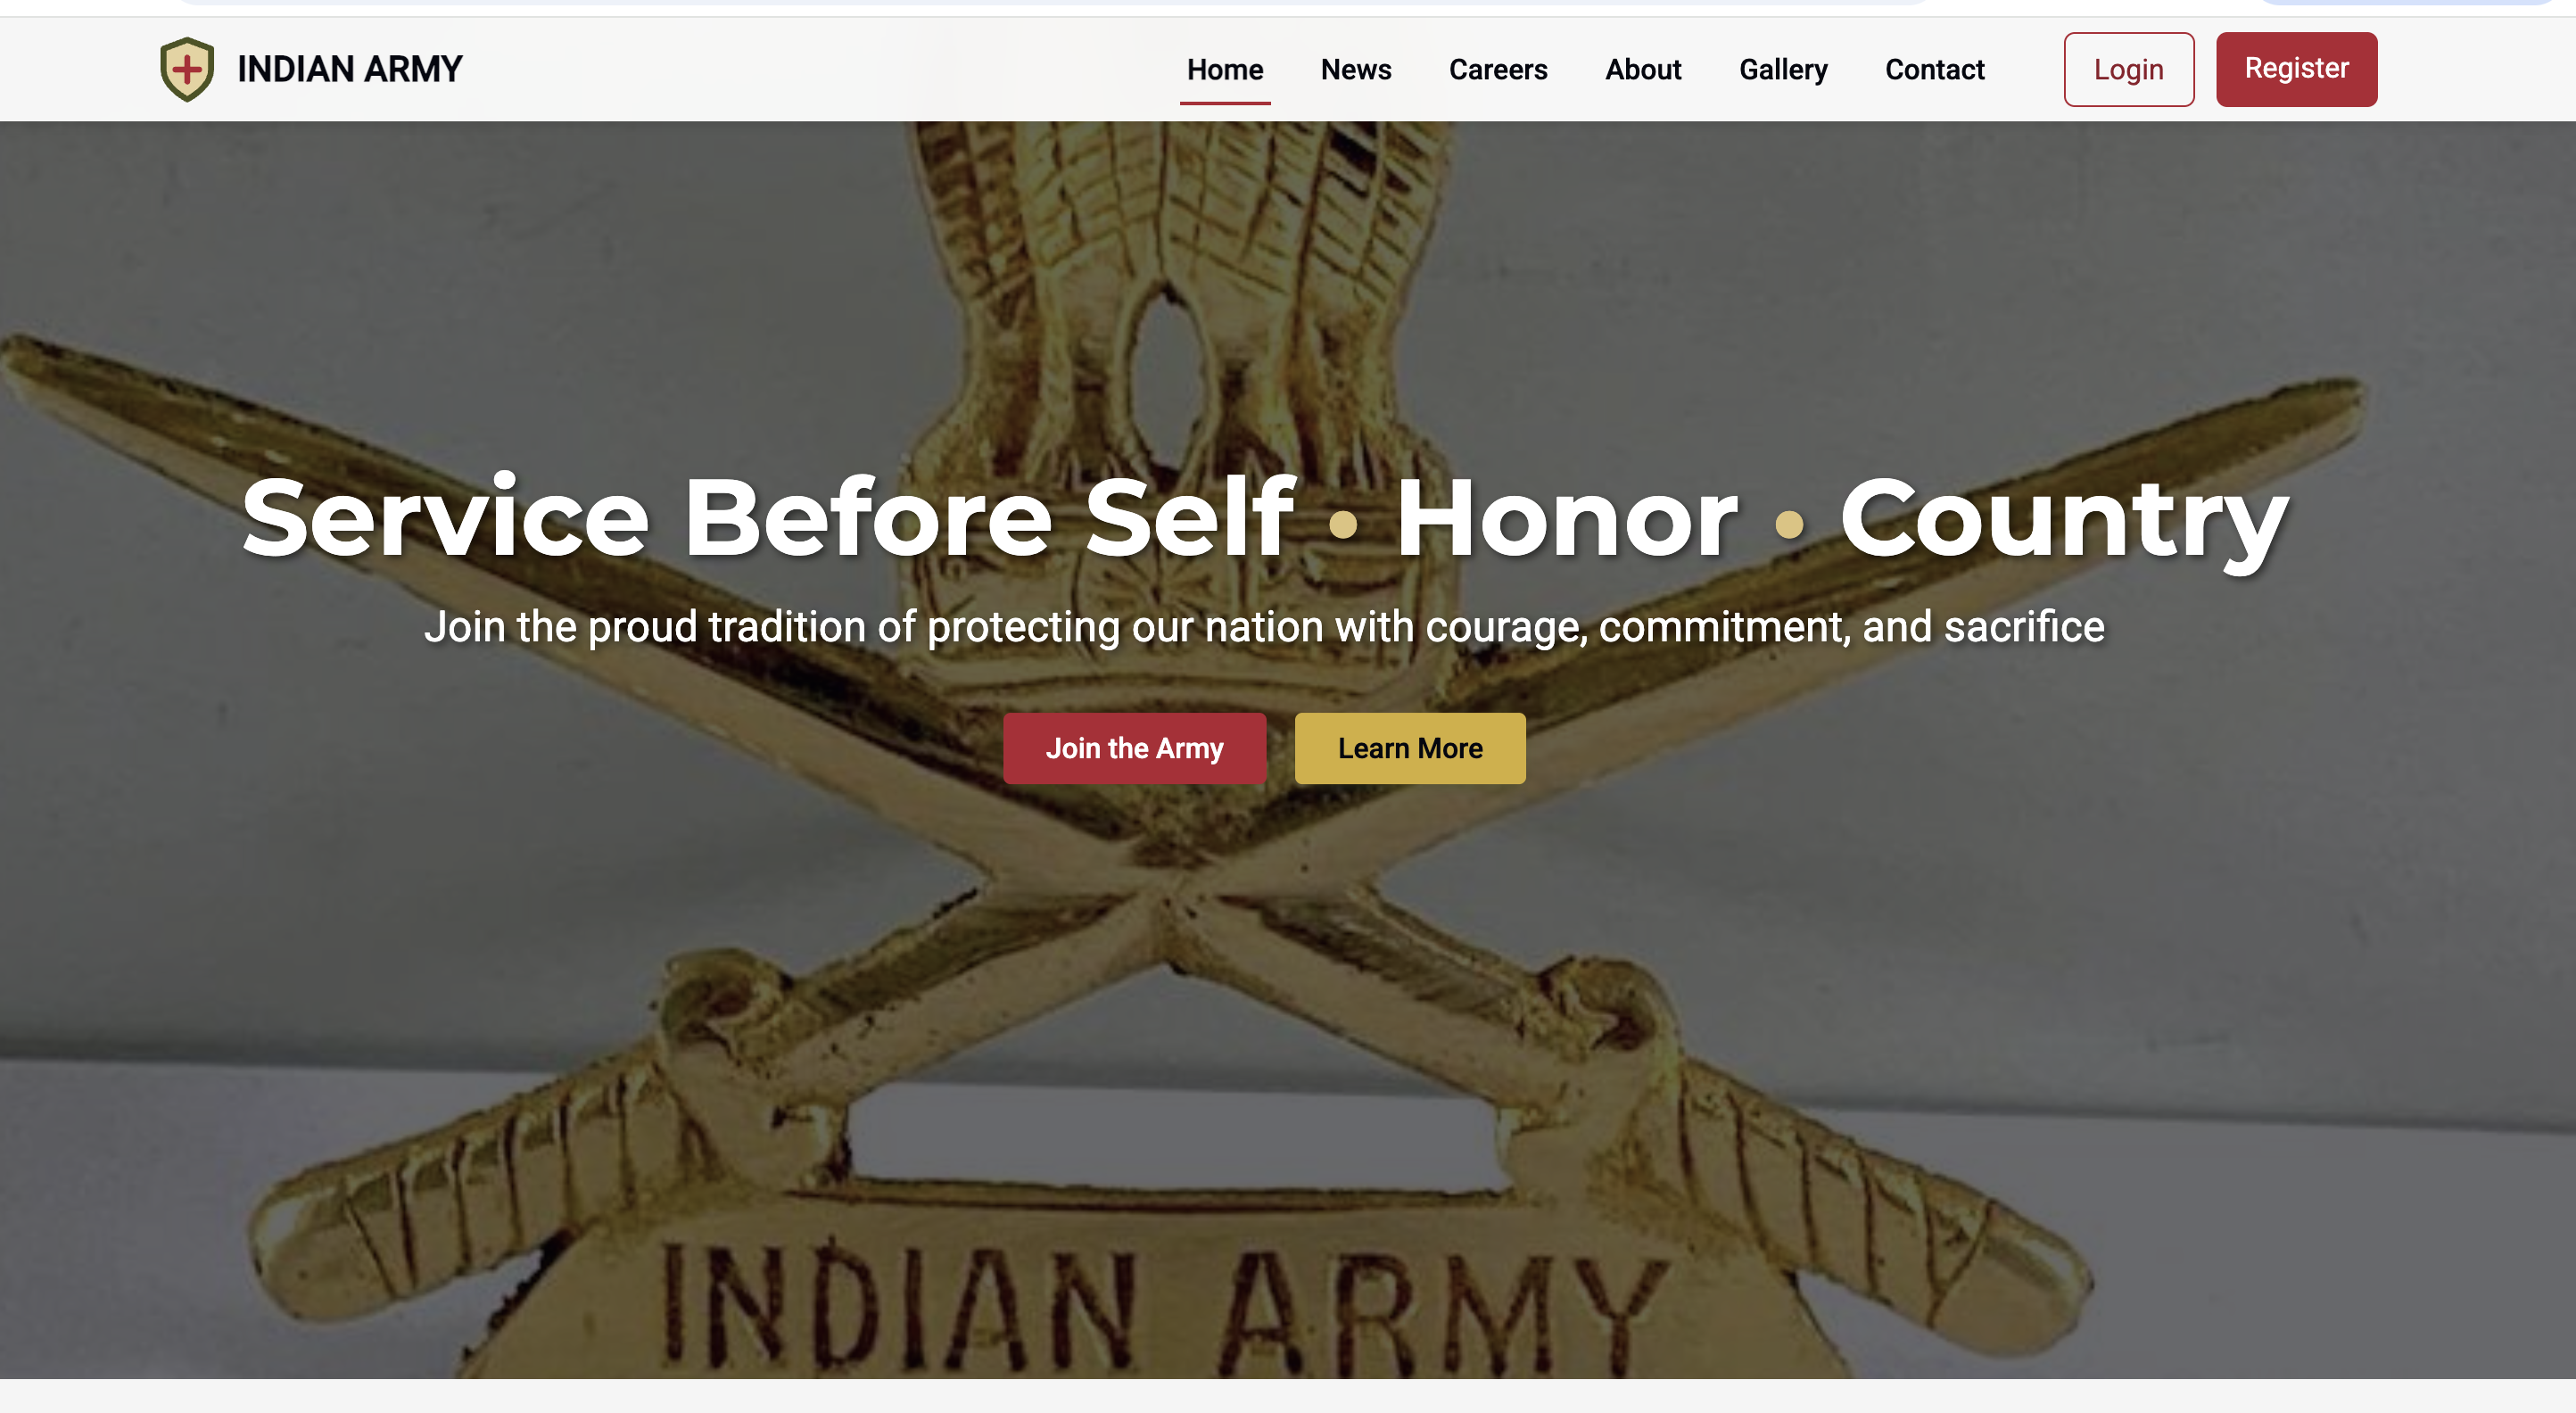 INDIAN ARMY
Home News Careers About Gallery Contact Login Register
Service Before Self • Honor • Country
Join the proud tradition of protecting our nation with courage, commitment, and sacrifice
Join the Army Learn More
INDIAN ARMY